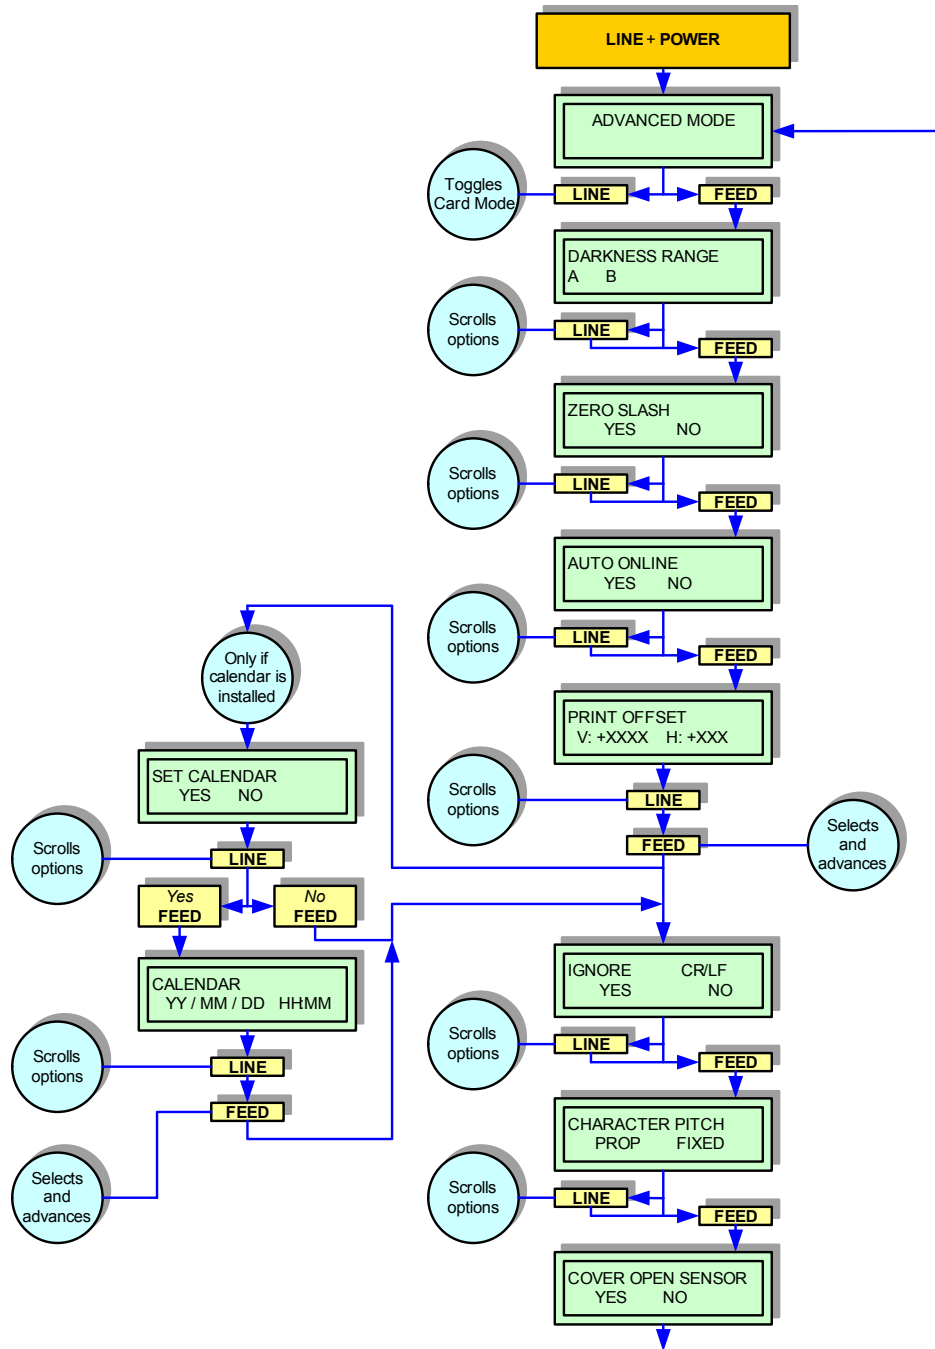 LINE + POWER
ADVANCED MODE
Toggles
Card Mode
LINE
FEED
DARKNESS RANGE
A B
Scrolls
options
LINE
FEED
ZERO SLASH
YES NO
Scrolls
options
LINE
FEED
AUTO ONLINE
YES NO
Scrolls
options
LINE
FEED
Only if
calendar is
installed
PRINT OFFSET
V: +XXXX H: +XXX
SET CALENDAR
YES NO
Scrolls
options
LINE
FEED
Selects
and
advances
Scrolls
options
LINE
Yes
FEED
No
FEED
CALENDAR
YY / MM / DD HH:MM
Scrolls
options
LINE
FEED
Selects
and
advances
IGNORE CR/LF
YES NO
Scrolls
options
LINE
FEED
CHARACTER PITCH
PROP FIXED
Scrolls
options
LINE
FEED
COVER OPEN SENSOR
YES NO